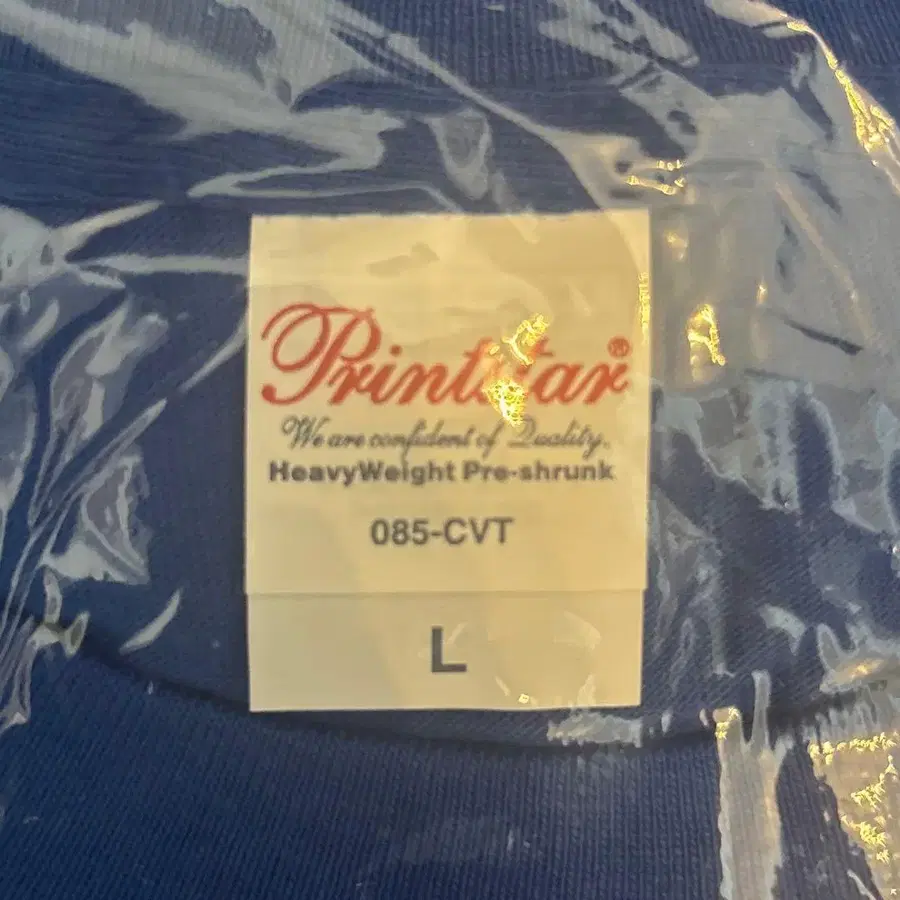 Printstar®
We are confident of Quality.
HeavyWeight Pre-shrunk
085-CVT
L